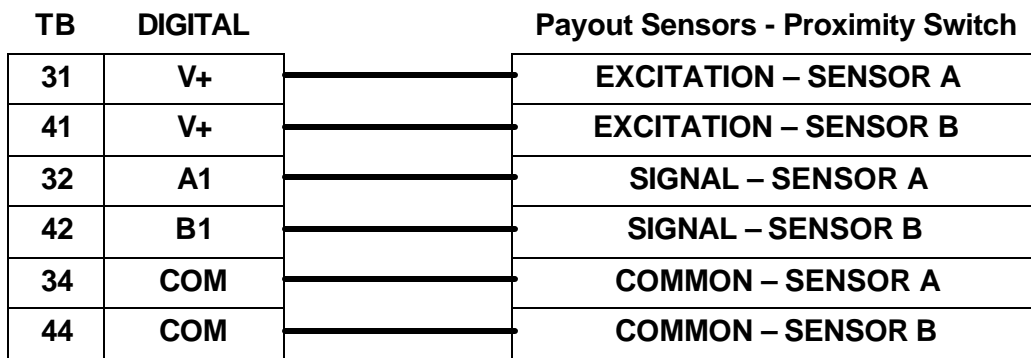 TB DIGITAL Payout Sensors - Proximity Switch
31 V+ EXCITATION – SENSOR A
41 V+ EXCITATION – SENSOR B
32 A1 SIGNAL – SENSOR A
42 B1 SIGNAL – SENSOR B
34 COM COMMON – SENSOR A
44 COM COMMON – SENSOR B